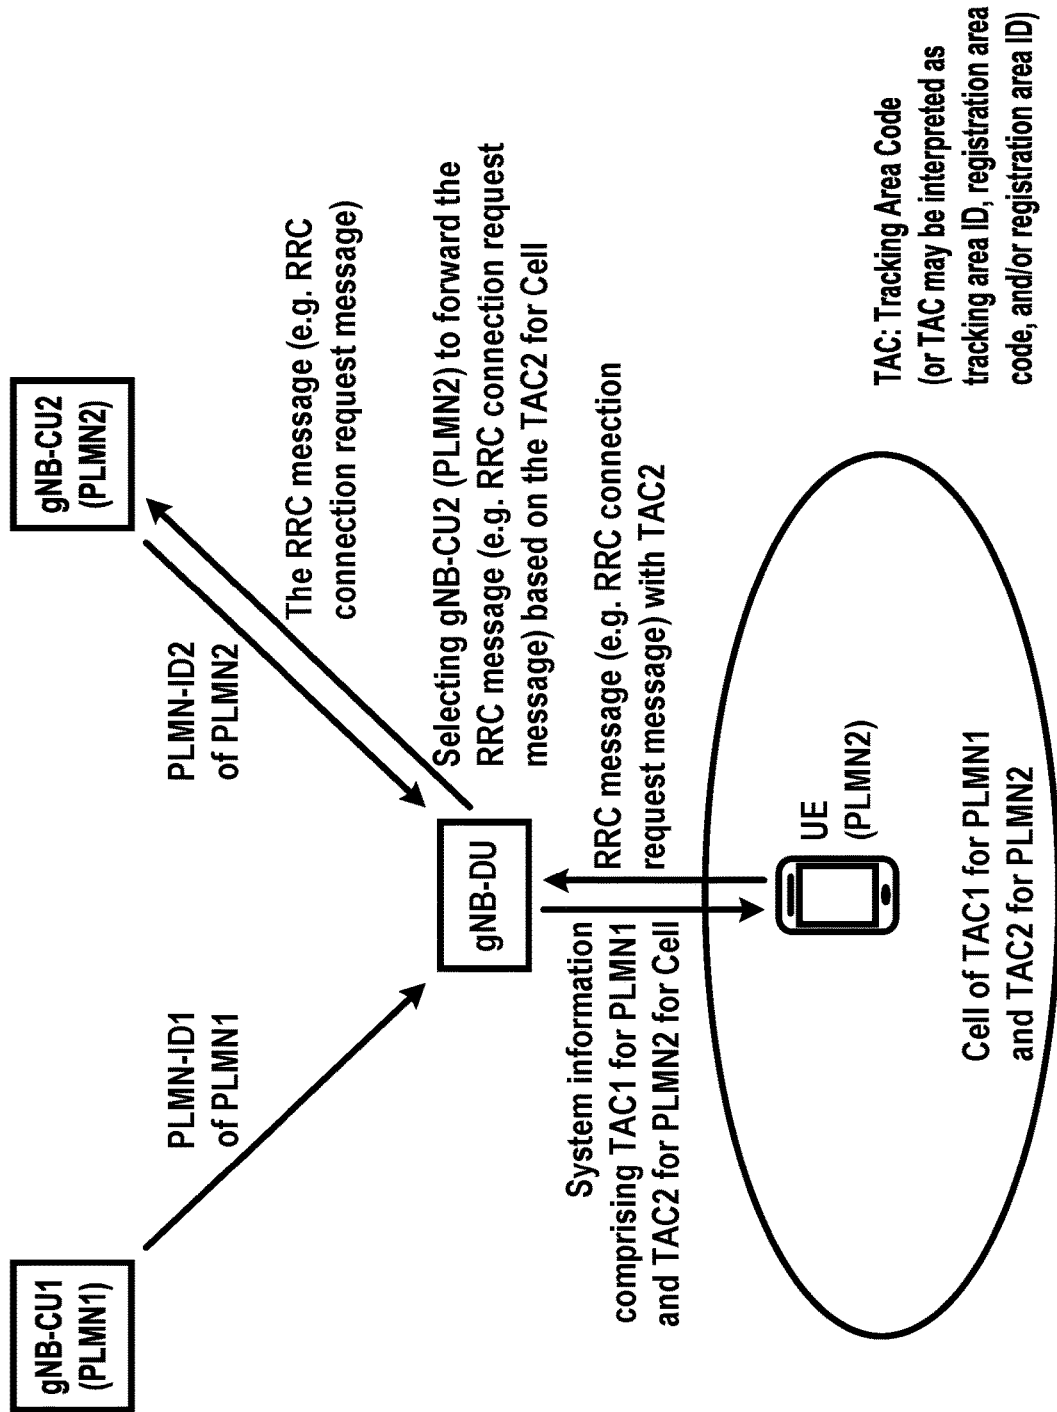 gNB-CU1
(PLMN1)
gNB-CU2
(PLMN2)
PLMN-ID1
of PLMN1
PLMN-ID2
of PLMN2
The RRC message (e.g. RRC
connection request message)
gNB-DU
Selecting gNB-CU2 (PLMN2) to forward the
RRC message (e.g. RRC connection request
message) based on the TAC2 for Cell
System information
comprising TAC1 for PLMN1
and TAC2 for PLMN2 for Cell
RRC message (e.g. RRC connection
request message) with TAC2
UE
(PLMN2)
Cell of TAC1 for PLMN1
and TAC2 for PLMN2
TAC: Tracking Area Code
(or TAC may be interpreted as
tracking area ID, registration area
code, and/or registration area ID)